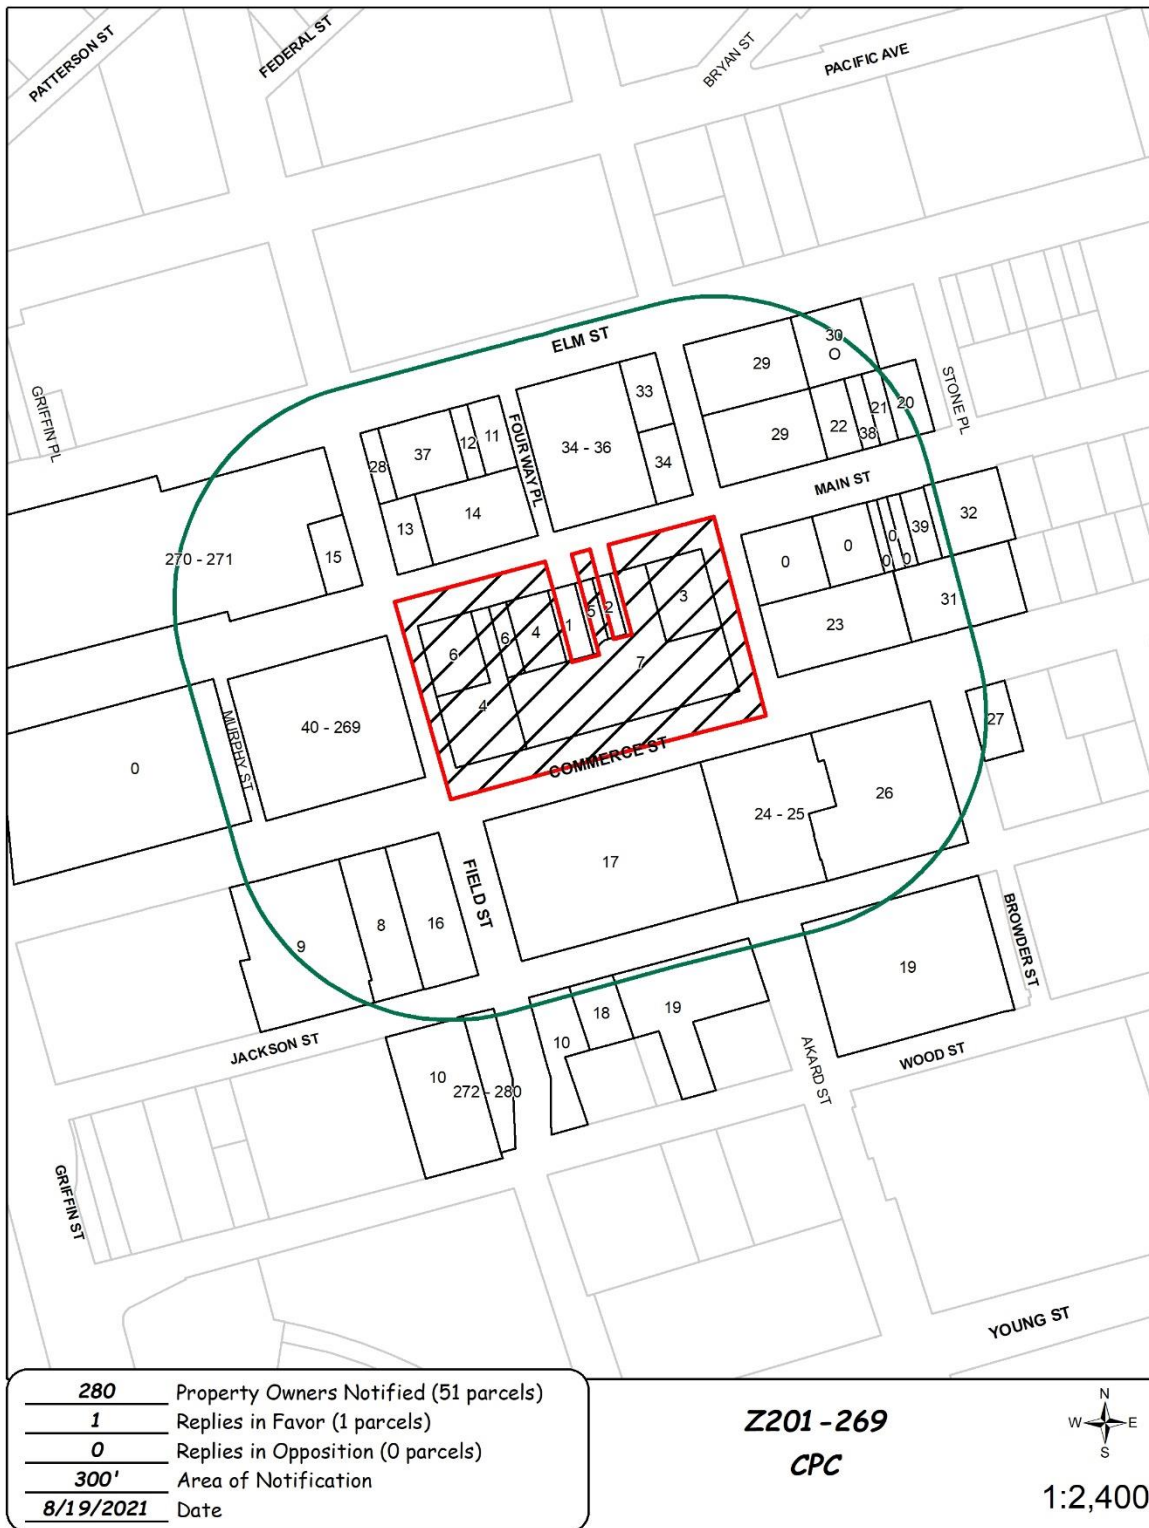 PATTERSON ST
FEDERAL ST
BRYAN ST
PACIFIC AVE
ELM ST
30
O
29
33
GRIFFIN PL
STONE PL
20
21
22
38
29
11
12
37
28
FOUR WAY PL
34 - 36
34
MAIN ST
14
13
32
39
0
0
0
0
0
15
270 - 271
31
3
2
5
1
4
6
6
23
7
4
27
40 - 269
MURPHY ST
0
COMMERCE ST
26
24 - 25
17
FIELD ST
16
8
9
BROWDER ST
19
19
18
10
JACKSON ST
WOOD ST
AKARD ST
10
272 - 280
GRIFFIN ST
YOUNG ST
280 Property Owners Notified (51 parcels)
1 Replies in Favor (1 parcels)
0 Replies in Opposition (0 parcels)
300' Area of Notification
8/19/2021 Date
Z201-269
CPC
N
W E
S
1:2,400